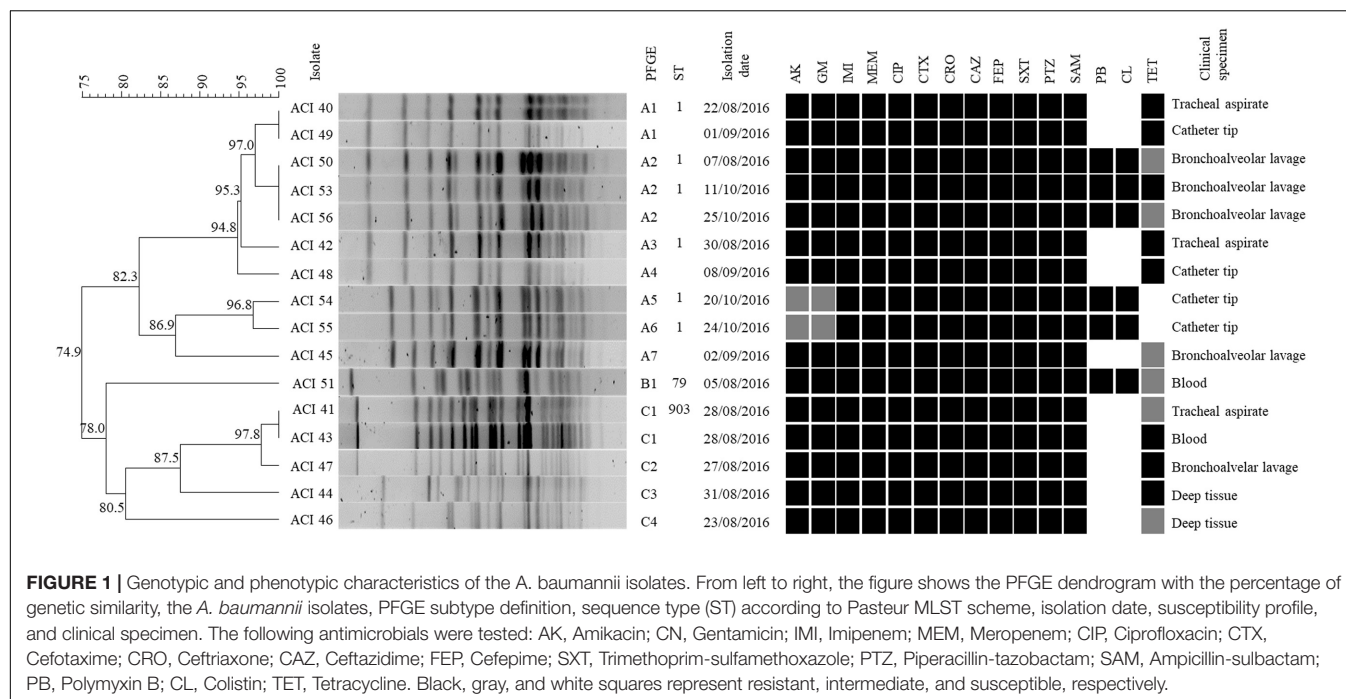 75
80
85
90
95
100
Isolate
PFGE
ST
Isolation date
AK
GM
IMI
MEM
CIP
CTX
CRO
CAZ
FEP
SXT
PTZ
SAM
PB
CL
TET
Clinical specimen
ACI 40 A1 1 22/08/2016 Tracheal aspirate
ACI 49 A1 01/09/2016 Catheter tip
97.0
ACI 50 A2 1 07/08/2016 Bronchoalveolar lavage
95.3
ACI 53 A2 1 11/10/2016 Bronchoalveolar lavage
ACI 56 A2 1 25/10/2016 Bronchoalveolar lavage
94.8
ACI 42 A3 1 30/08/2016 Tracheal aspirate
82.3
ACI 48 A4 08/09/2016 Catheter tip
96.8
ACI 54 A5 1 20/10/2016 Catheter tip
86.9
ACI 55 A6 1 24/10/2016 Catheter tip
74.9
ACI 45 A7 02/09/2016 Bronchoalveolar lavage
ACI 51 B1 79 05/08/2016 Blood
ACI 41 C1 903 28/08/2016 Tracheal aspirate
78.0
97.8
ACI 43 C1 28/08/2016 Blood
87.5
ACI 47 C2 27/08/2016 Bronchoalvelar lavage
ACI 44 C3 31/08/2016 Deep tissue
80.5
ACI 46 C4 23/08/2016 Deep tissue
FIGURE 1 | Genotypic and phenotypic characteristics of the A. baumannii isolates. From left to right, the figure shows the PFGE dendrogram with the percentage of
genetic similarity, the A. baumannii isolates, PFGE subtype definition, sequence type (ST) according to Pasteur MLST scheme, isolation date, susceptibility profile,
and clinical specimen. The following antimicrobials were tested: AK, Amikacin; CN, Gentamicin; IMI, Imipenem; MEM, Meropenem; CIP, Ciprofloxacin; CTX,
Cefotaxime; CRO, Ceftriaxone; CAZ, Ceftazidime; FEP, Cefepime; SXT, Trimethoprim-sulfamethoxazole; PTZ, Piperacillin-tazobactam; SAM, Ampicillin-sulbactam;
PB, Polymyxin B; CL, Colistin; TET, Tetracycline. Black, gray, and white squares represent resistant, intermediate, and susceptible, respectively.